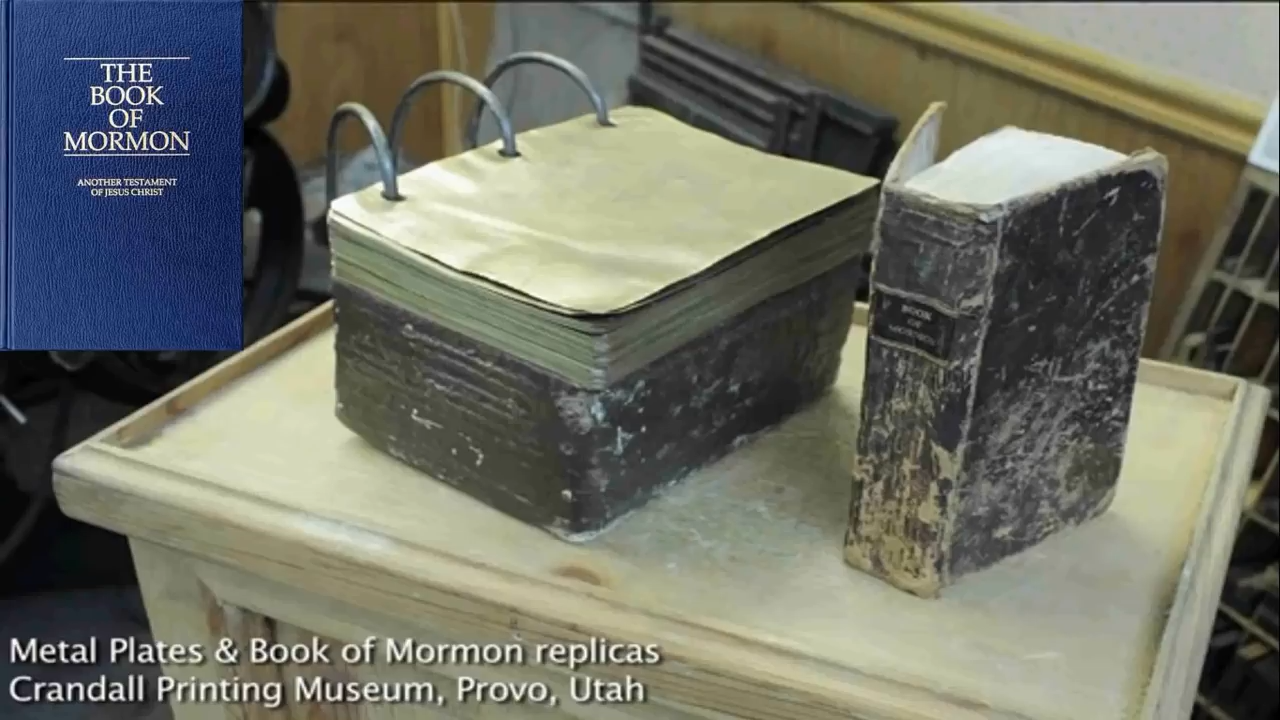 THE
BOOK
OF
MORMON
ANOTHER TESTAMENT
OF JESUS CHRIST
BOOK
OF
MORMON
Metal Plates & Book of Mormon replicas
Crandall Printing Museum, Provo, Utah